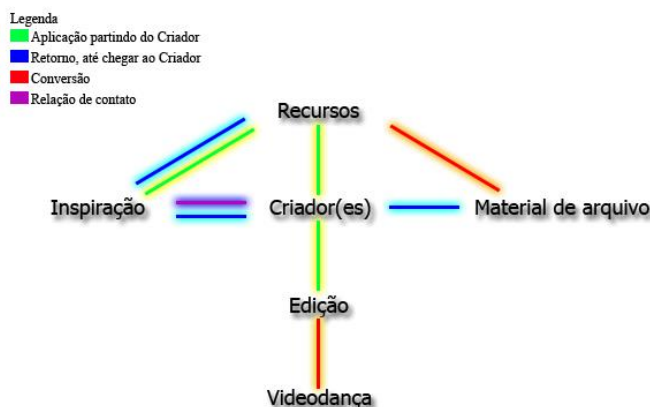 Legenda
Aplicação partindo do Criador
Retorno, até chegar ao Criador
Conversão
Relação de contato
Recursos
Inspiração
Criador(es)
Material de arquivo
Edição
Videodança